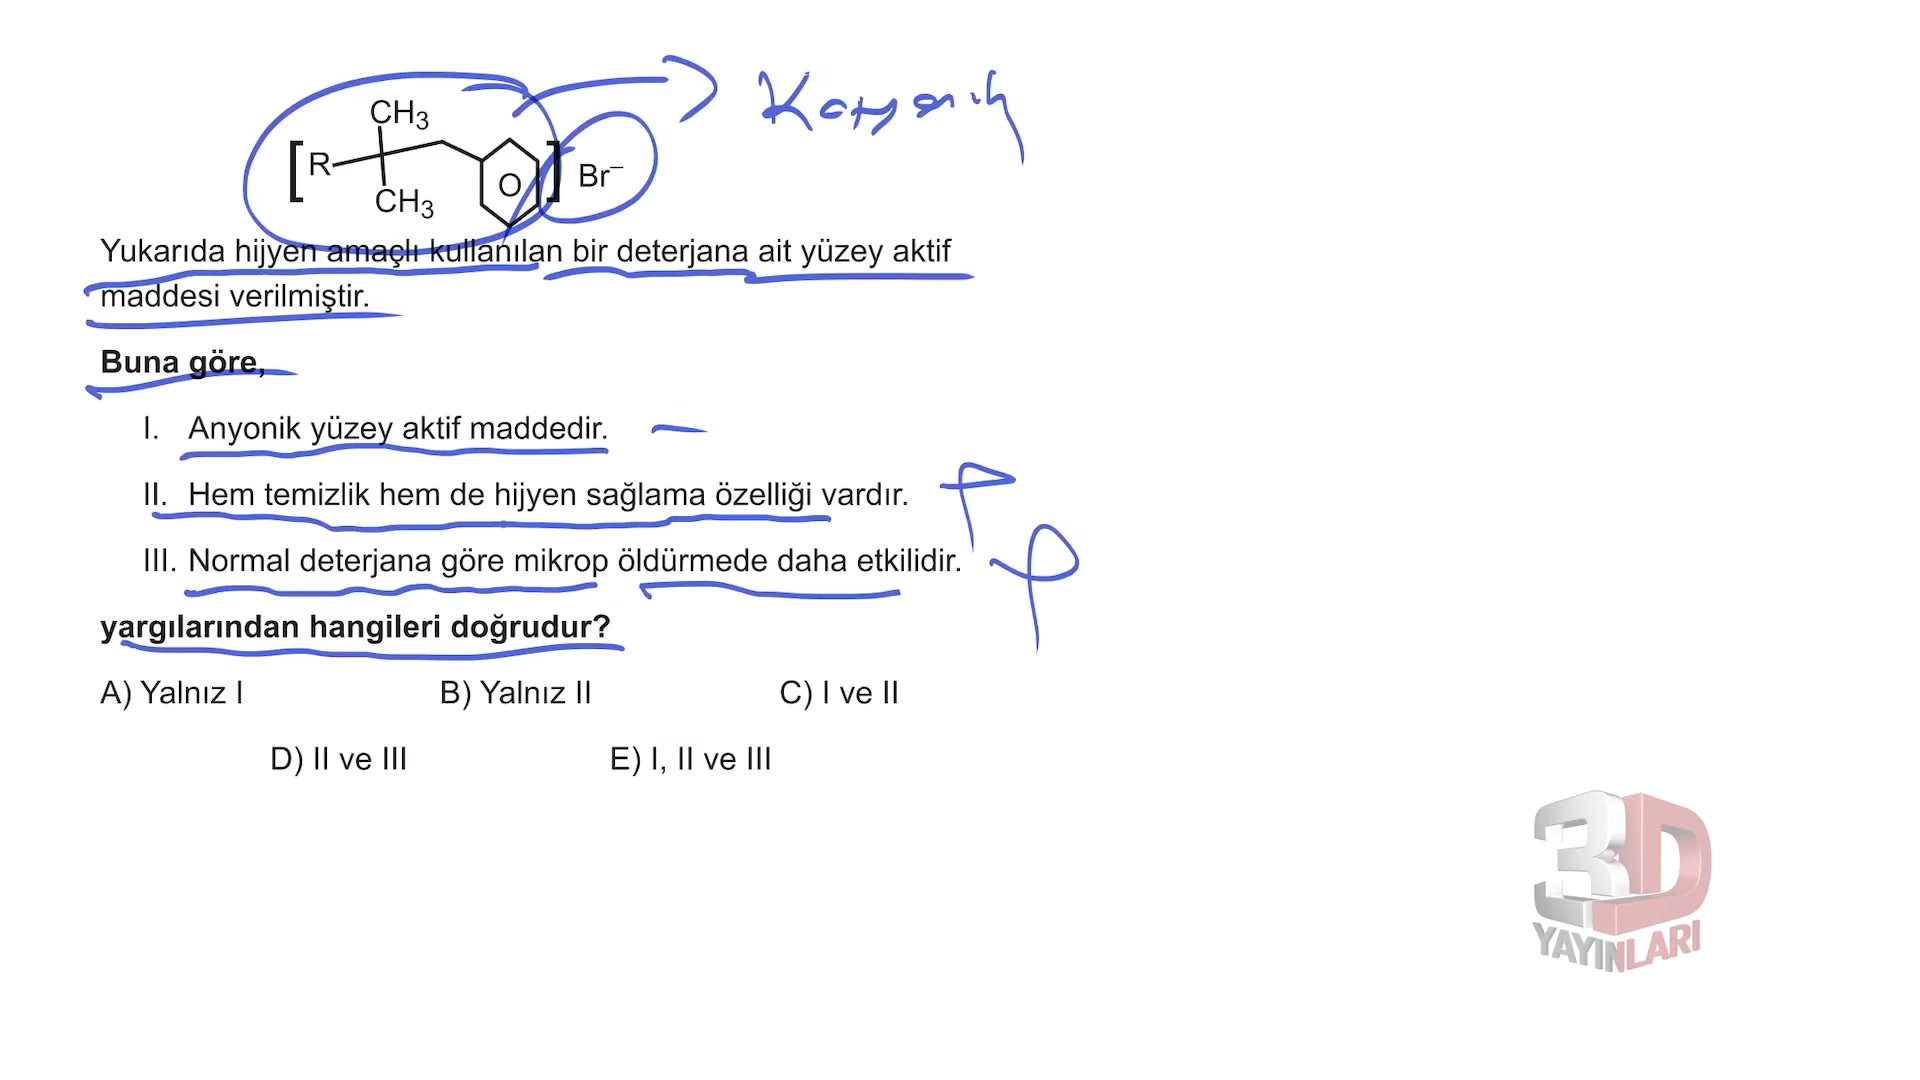 CH₃
Katyonik
[R
O
] Br⁻
CH₃
Yukarıda hijyen amaçlı kullanılan bir deterjana ait yüzey aktif
maddesi verilmiştir.
Buna göre,
I. Anyonik yüzey aktif maddedir.
II. Hem temizlik hem de hijyen sağlama özelliği vardır.
III. Normal deterjana göre mikrop öldürmede daha etkilidir.
yargılarından hangileri doğrudur?
A) Yalnız I
B) Yalnız II
C) I ve II
D) II ve III
E) I, II ve III
3D
YAYINLARI